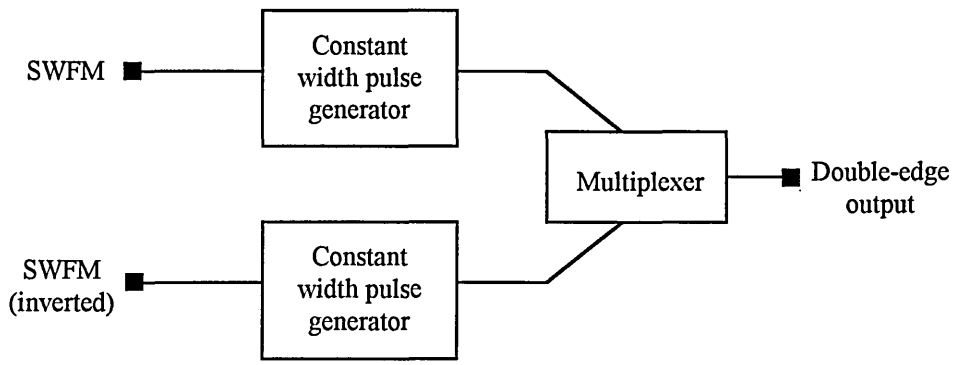 SWFM
Constant
width pulse
generator
Multiplexer
Double-edge
output
SWFM
(inverted)
Constant
width pulse
generator